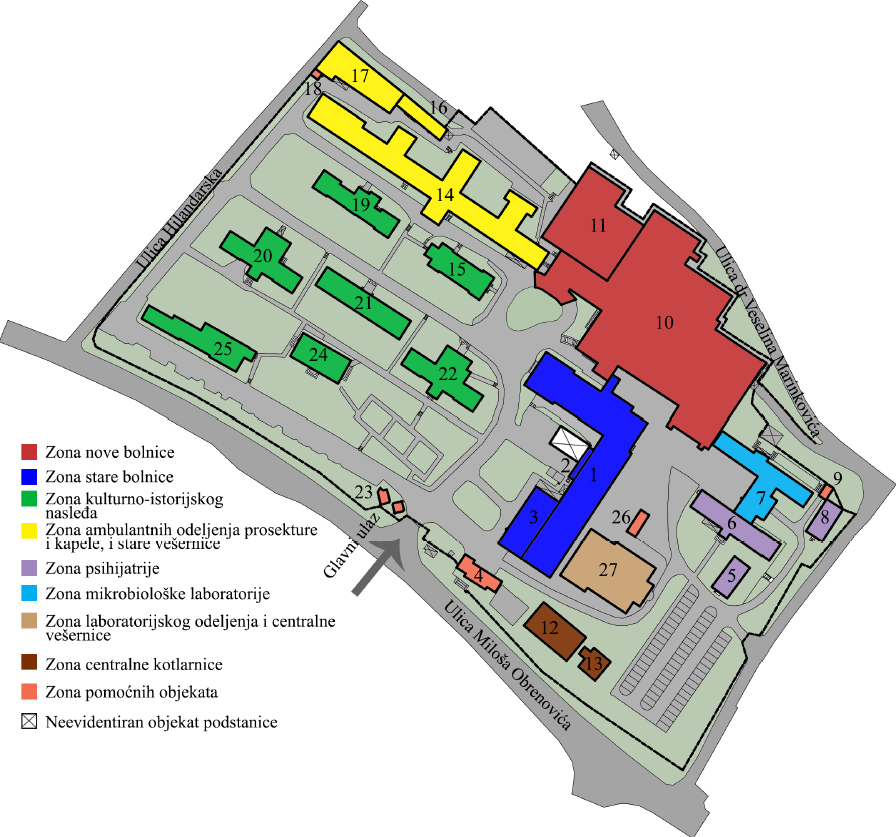 17
18
16
Ulica Hilandarska
19
14
11
20
15
Ulica dr Veselina Marinkovića
21
10
25
24
22
Zona nove bolnice
Zona stare bolnice
Zona kulturno-istorijskog
nasleđa
Zona ambulantnih odeljenja prosekture
i kapele, i stare vešernice
Zona psihijatrije
Zona mikrobiološke laboratorije
Zona laboratorijskog odeljenja i centralne
vešernice
Zona centralne kotlarnice
Zona pomoćnih objekata
Neevidentiran objekat podstanice
2
1
9
7
8
23
3
26
6
Glavni ulaz
4
27
5
12
13
Ulica Miloša Obrenovića